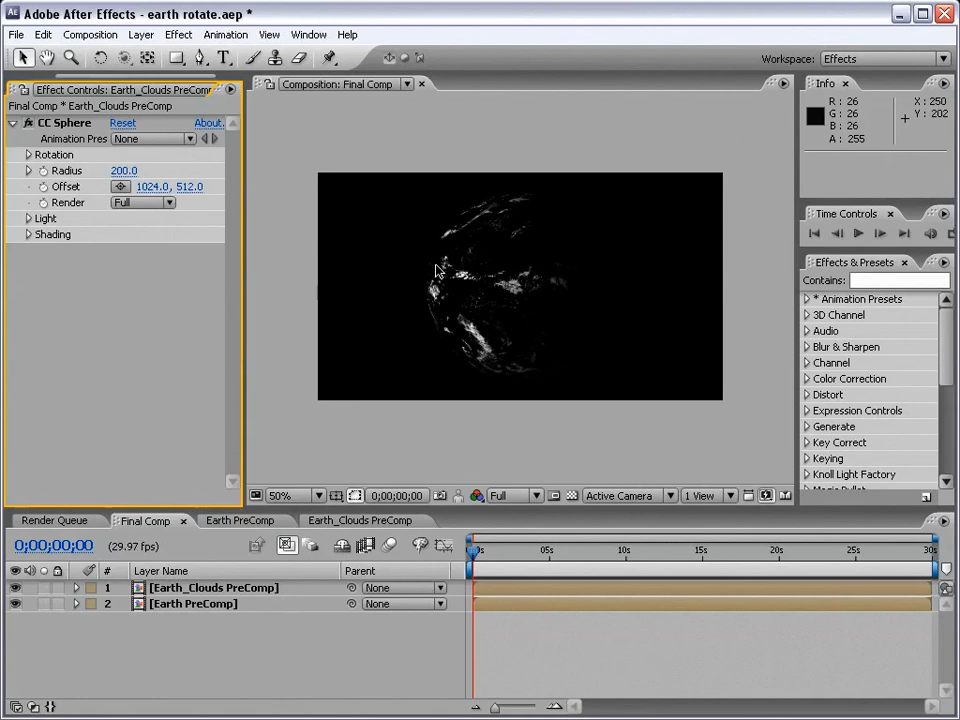 Adobe After Effects - earth rotate.aep *
File Edit Composition Layer Effect Animation View Window Help
Workspace: Effects
Effect Controls: Earth_Clouds PreCom
Final Comp * Earth_Clouds PreComp
CC Sphere Reset About.
Animation Pres None
Rotation
Radius 200.0
Offset 1024.0, 512.0
Render Full
Light
Shading
Composition: Final Comp
Info
R: 26 X: 250
G: 26 Y: 202
B: 26
A: 255
Time Controls
Effects & Presets
Contains:
* Animation Presets
3D Channel
Audio
Blur & Sharpen
Channel
Color Correction
Distort
Expression Controls
Generate
Key Correct
Keying
Knoll Light Factory
Magic Bullet
50% 0;00;00;00 Full Active Camera 1 View
Render Queue Final Comp Earth PreComp Earth_Clouds PreComp
0;00;00;00 (29.97 fps)
05s 10s 15s 20s 25s 30s
# Layer Name Parent
1 [Earth_Clouds PreComp] None
2 [Earth PreComp] None